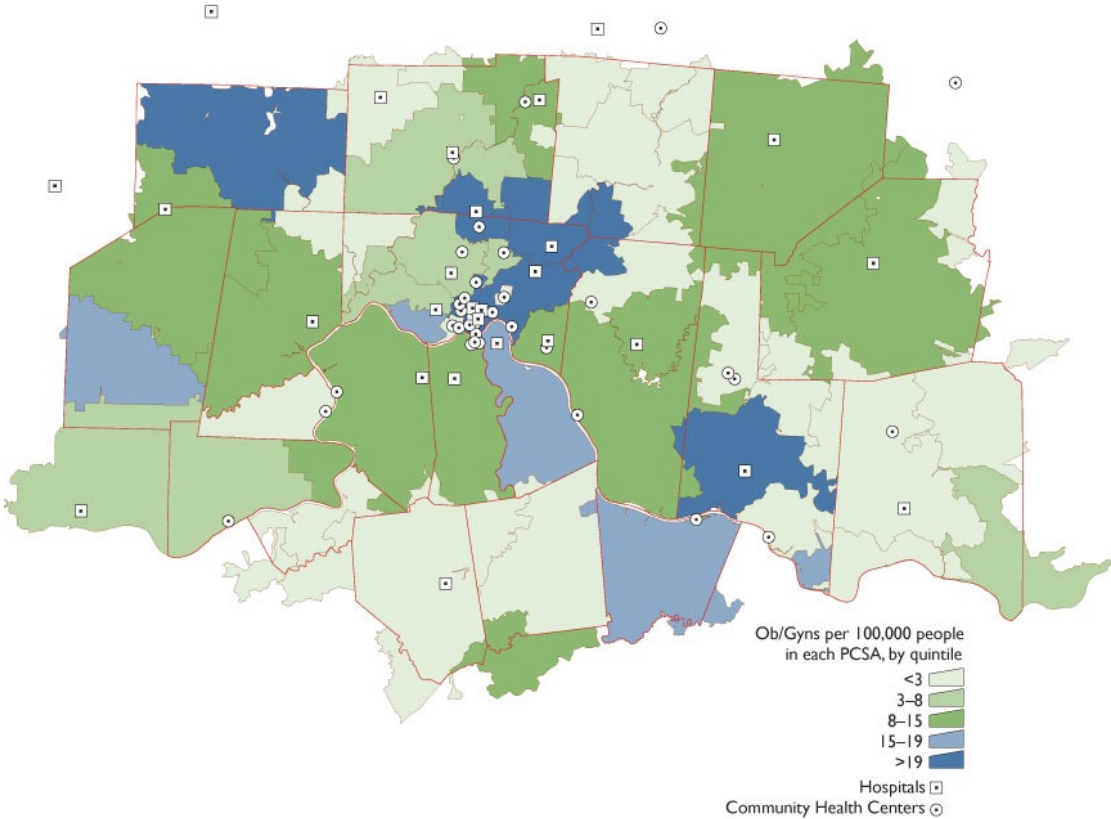 Ob/Gyns per 100,000 people
in each PCSA, by quintile
<3
3–8
8–15
15–19
>19
Hospitals
Community Health Centers